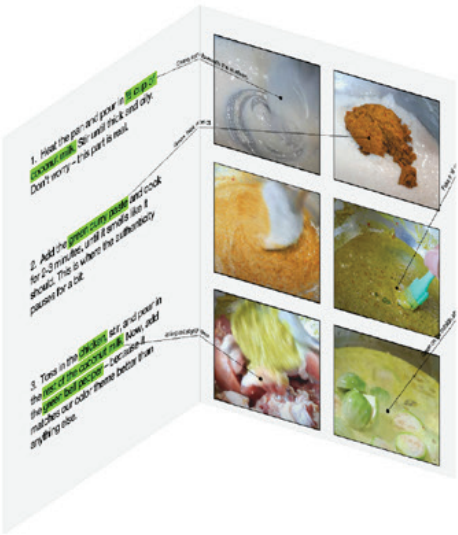 1. Heat the pan and pour in ½ cup of
coconut milk. Stir until thick and oily.
Don't worry – this part is real.
2. Add the green curry paste and cook
for 2-3 minutes, until it smells like it
should. This is where the authenticity
pauses for a bit.
3. Toss in the chicken, stir, and pour in
the rest of the coconut milk. Now, add
the green bell pepper – because it
matches our color theme better than
anything else.